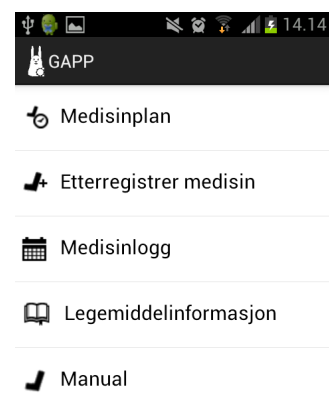 14.14
GAPP
Medisinplan
Etterregistrer medisin
Medisinlogg
Legemiddelinformasjon
Manual